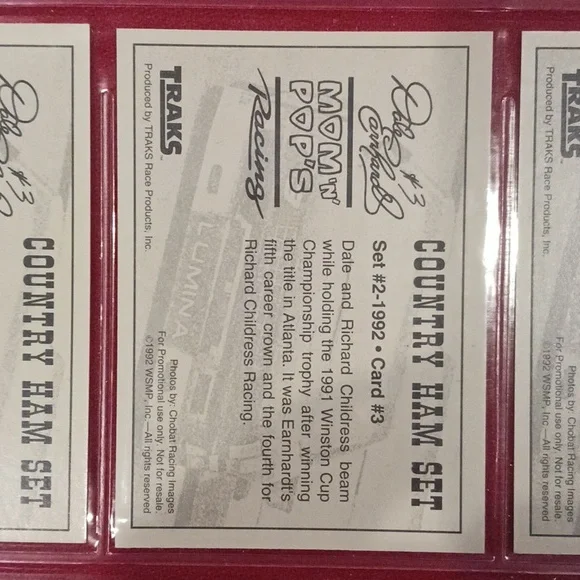 COUNTRY HAM SET
Dale Earnhardt #3
MOM 'N'
POP'S
Racing
Set #2-1992 • Card #3
Dale and Richard Childress beam
while holding the 1991 Winston Cup
Championship trophy after winning
the title in Atlanta. It was Earnhardt's
fifth career crown and the fourth for
Richard Childress Racing.
LUMINA
TRAKS™
Produced by TRAKS Race Products, Inc.
Photos by: Chobat Racing Images
For Promotional use only. Not for resale.
©1992 WSMP, Inc.—All rights reserved
COUNTRY HAM SET
Dale #3
TRAKS
Produced by TRAKS Race Products, Inc.
Photos by: Chobat Racing Images
For Promotional use only. Not for resale.
©1992 WSMP, Inc.—All rights reserved